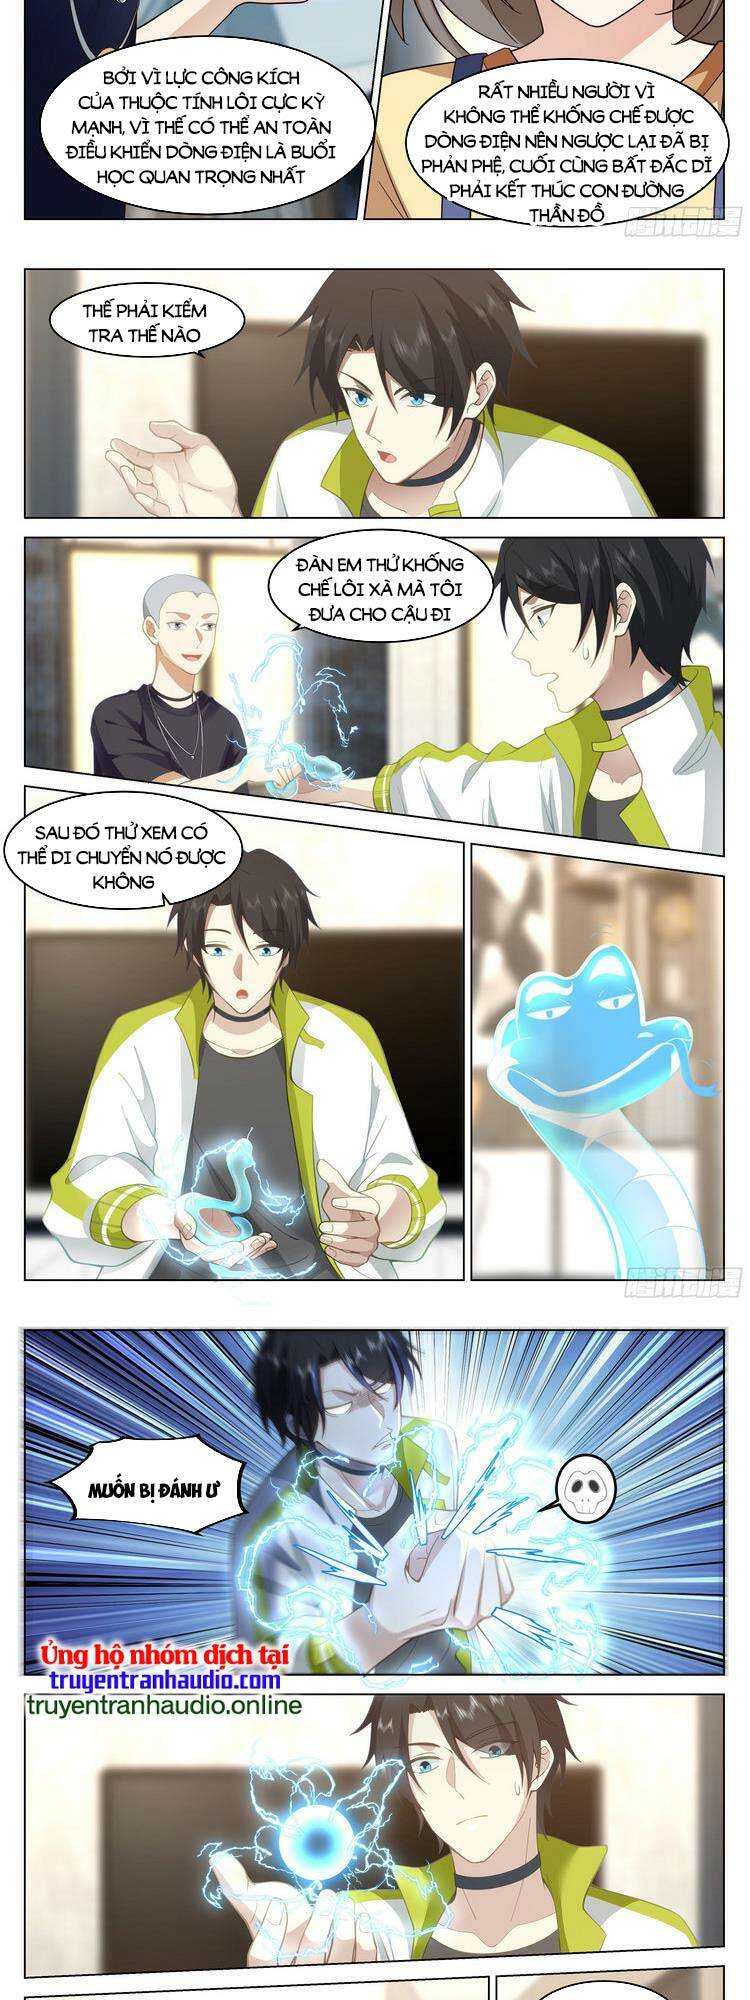 BỞI VÌ LỰC CÔNG KÍCH
CỦA THUỘC TÍNH LÔI CỰC KỲ
MẠNH, VÌ THẾ CÓ THỂ AN TOÀN
ĐIỀU KHIỂN DÒNG ĐIỆN LÀ BUỔI
HỌC QUAN TRỌNG NHẤT
RẤT NHIỀU NGƯỜI VÌ
KHÔNG THỂ KHỐNG CHẾ ĐƯỢC
DÒNG ĐIỆN NÊN NGƯỢC LẠI ĐÃ BỊ
PHẢN PHỆ, CUỐI CÙNG BẤT ĐẮC DĨ
PHẢI KẾT THÚC CON ĐƯỜNG
THẦN ĐỒ
THẾ PHẢI KIỂM
TRA THẾ NÀO
ĐÀN EM THỬ KHỐNG
CHẾ LÔI XÀ MÀ TÔI
ĐƯA CHO CẬU ĐI
SAU ĐÓ THỬ XEM CÓ
THỂ DI CHUYỂN NÓ ĐƯỢC
KHÔNG
MUỐN BỊ ĐÁNH Ư
Ủng hộ nhóm dịch tại
truyentranhaudio.com
truyentranhaudio.online